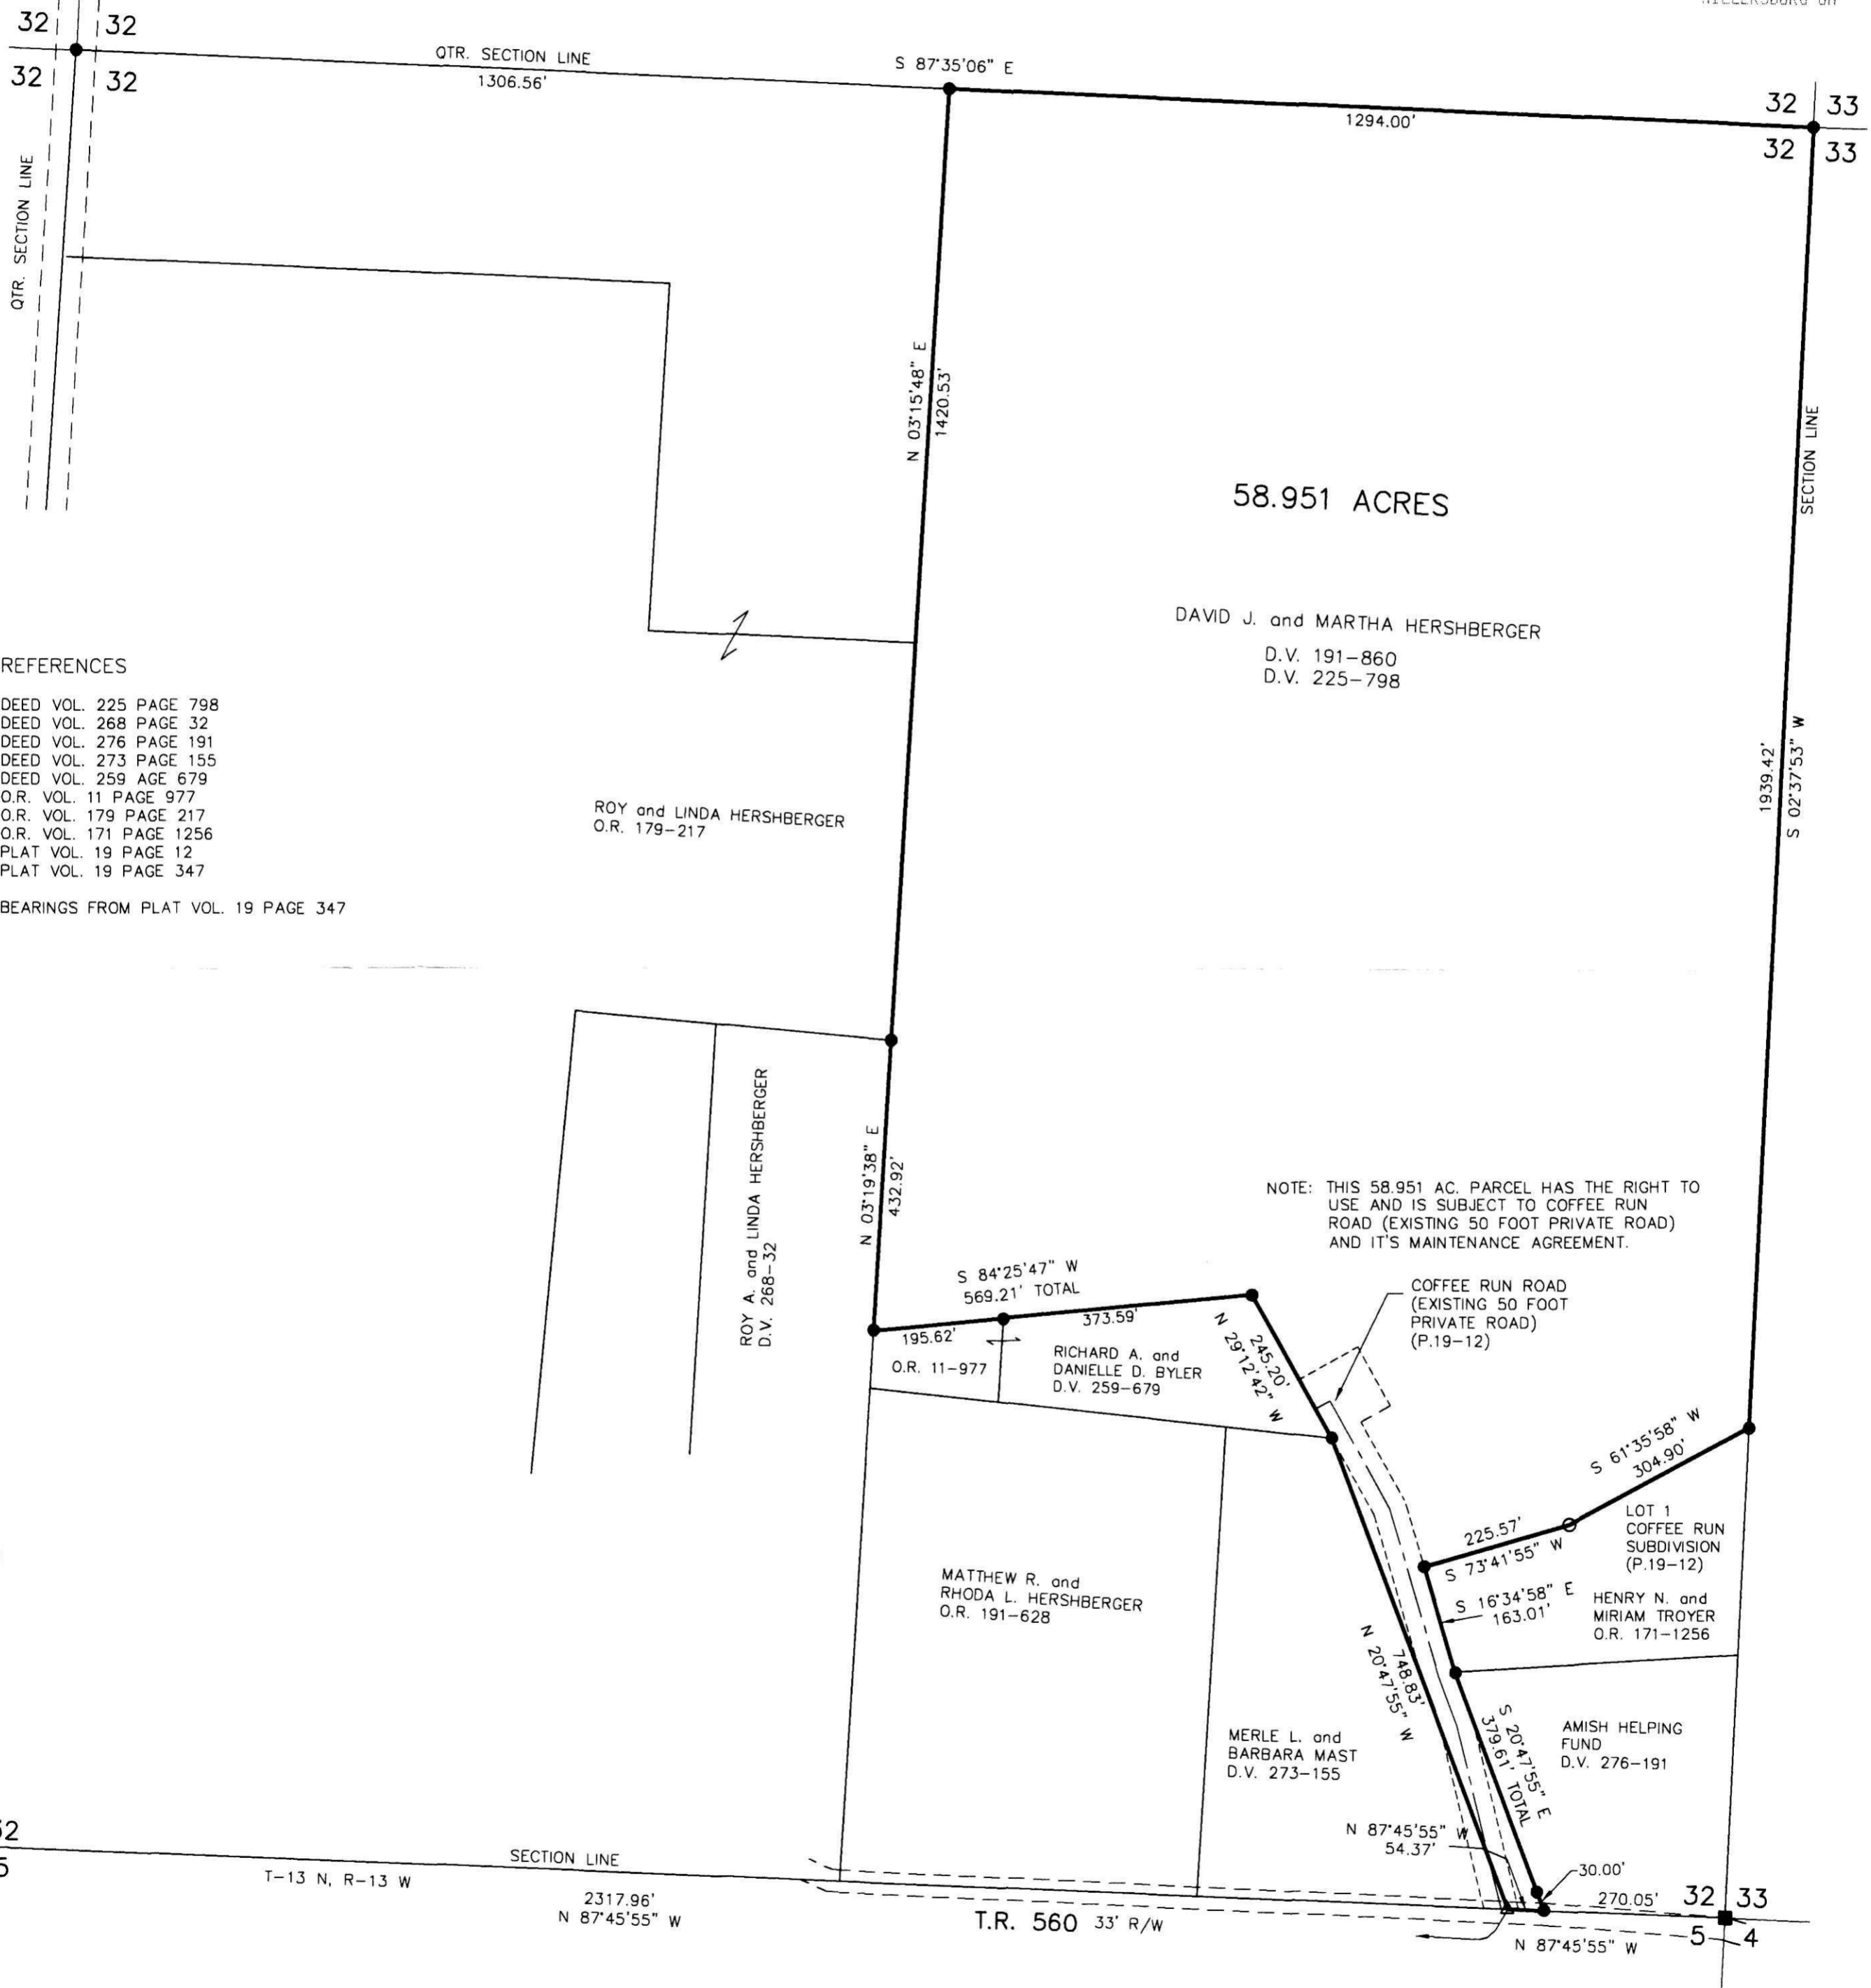 32 32
QTR. SECTION LINE
1306.56'
S 87°35'06" E
32 32
1294.00'
32 33
32 33
QTR. SECTION LINE
N 03°15'48" E
1420.53'
SECTION LINE
58.951 ACRES
DAVID J. and MARTHA HERSHBERGER
D.V. 191-860
D.V. 225-798
REFERENCES
DEED VOL. 225 PAGE 798
DEED VOL. 268 PAGE 32
DEED VOL. 276 PAGE 191
DEED VOL. 273 PAGE 155
DEED VOL. 259 AGE 679
O.R. VOL. 11 PAGE 977
O.R. VOL. 179 PAGE 217
O.R. VOL. 171 PAGE 1256
PLAT VOL. 19 PAGE 12
PLAT VOL. 19 PAGE 347
BEARINGS FROM PLAT VOL. 19 PAGE 347
ROY and LINDA HERSHBERGER
O.R. 179-217
1939.42'
S 02°37'53" W
ROY A. and LINDA HERSHBERGER
D.V. 268-32
N 03°19'38" E
432.92'
NOTE: THIS 58.951 AC. PARCEL HAS THE RIGHT TO
USE AND IS SUBJECT TO COFFEE RUN
ROAD (EXISTING 50 FOOT PRIVATE ROAD)
AND IT'S MAINTENANCE AGREEMENT.
S 84°25'47" W
569.21' TOTAL
195.62'
373.59'
COFFEE RUN ROAD
(EXISTING 50 FOOT
PRIVATE ROAD)
(P.19-12)
O.R. 11-977
RICHARD A. and
DANIELLE D. BYLER
D.V. 259-679
245.20'
N 29°12'42" W
S 61°35'58" W
304.90'
225.57'
S 73°41'55" W
LOT 1
COFFEE RUN
SUBDIVISION
(P.19-12)
S 16°34'58" E
163.01'
HENRY N. and
MIRIAM TROYER
O.R. 171-1256
MATTHEW R. and
RHODA L. HERSHBERGER
O.R. 191-628
748.83'
N 20°47'55" W
MERLE L. and
BARBARA MAST
D.V. 273-155
S 20°47'55" E
379.61' TOTAL
AMISH HELPING
FUND
D.V. 276-191
N 87°45'55" W
54.37'
30.00'
270.05'
32 33
5 4
SECTION LINE
T-13 N, R-13 W
2317.96'
N 87°45'55" W
T.R. 560 33' R/W
N 87°45'55" W